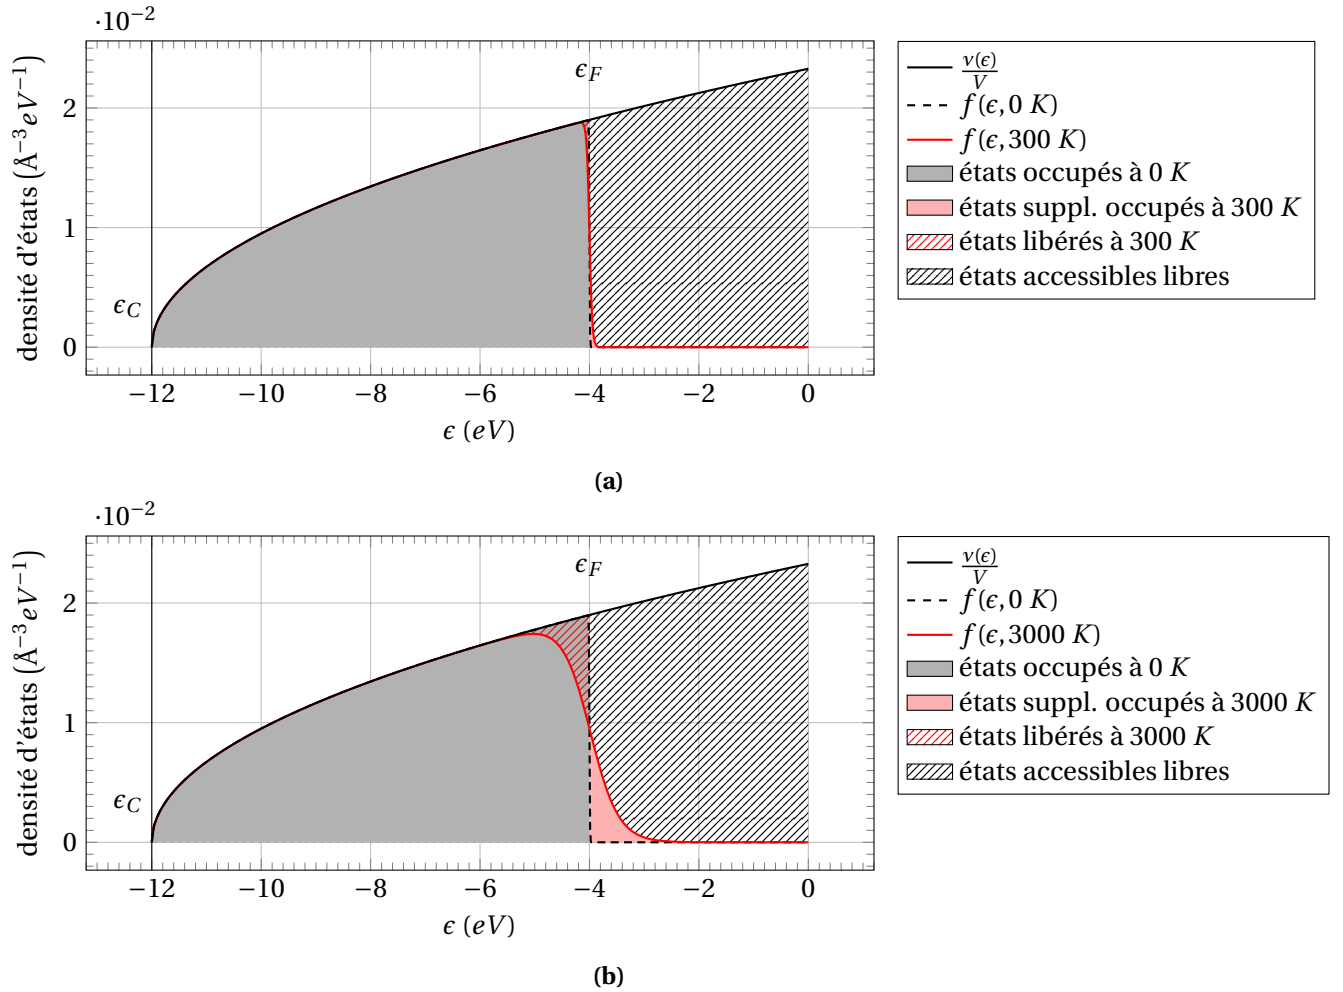 ·10⁻²
densité d'états (Å⁻³eV⁻¹)
2
1
0
ϵ_C
ϵ_F
−12 −10 −8 −6 −4 −2 0
ϵ (eV)
ν(ϵ)/V
f(ϵ,0 K)
f(ϵ,300 K)
états occupés à 0 K
états suppl. occupés à 300 K
états libérés à 300 K
états accessibles libres
(a)
·10⁻²
densité d'états (Å⁻³eV⁻¹)
2
1
0
ϵ_C
ϵ_F
−12 −10 −8 −6 −4 −2 0
ϵ (eV)
ν(ϵ)/V
f(ϵ,0 K)
f(ϵ,3000 K)
états occupés à 0 K
états suppl. occupés à 3000 K
états libérés à 3000 K
états accessibles libres
(b)